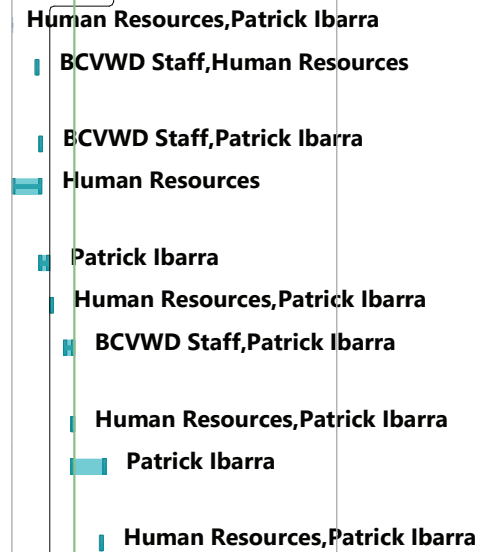 Human Resources,Patrick Ibarra
BCVWD Staff,Human Resources
BCVWD Staff,Patrick Ibarra
Human Resources
Patrick Ibarra
Human Resources,Patrick Ibarra
BCVWD Staff,Patrick Ibarra
Human Resources,Patrick Ibarra
Patrick Ibarra
Human Resources,Patrick Ibarra